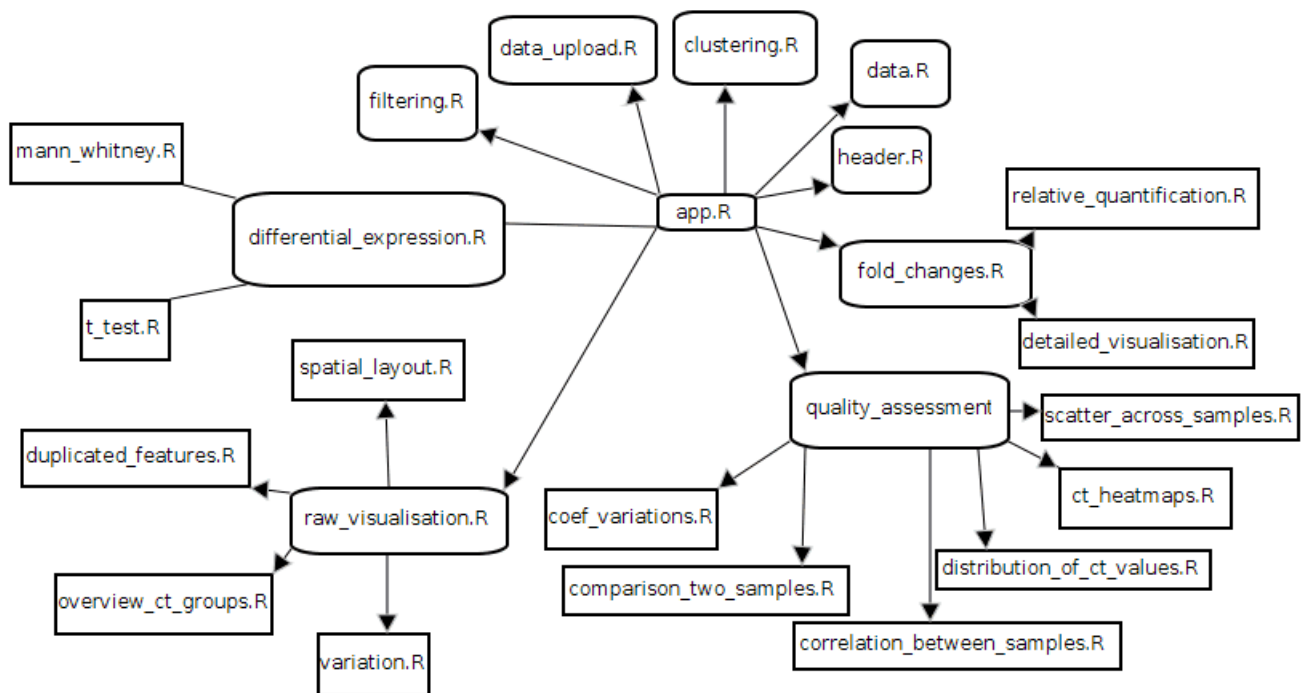 data_upload.R
clustering.R
data.R
filtering.R
mann_whitney.R
header.R
relative_quantification.R
app.R
differential_expression.R
fold_changes.R
t_test.R
detailed_visualisation.R
spatial_layout.R
quality_assessment
scatter_across_samples.R
duplicated_features.R
ct_heatmaps.R
raw_visualisation.R
coef_variations.R
distribution_of_ct_values.R
comparison_two_samples.R
overview_ct_groups.R
correlation_between_samples.R
variation.R